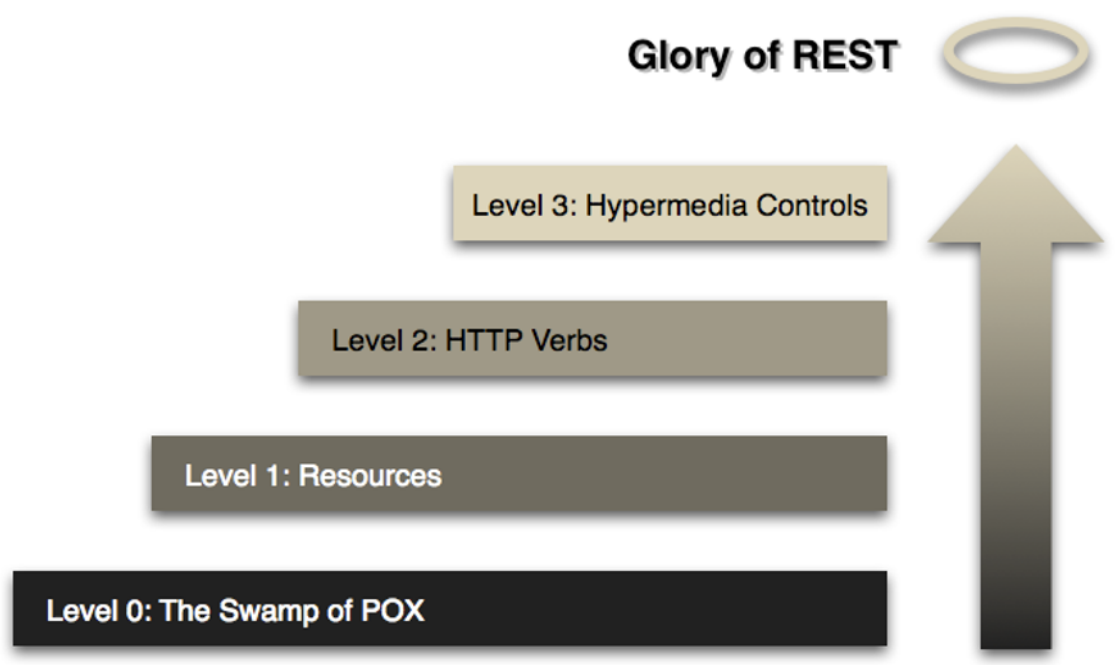 Glory of REST
Level 3: Hypermedia Controls
Level 2: HTTP Verbs
Level 1: Resources
Level 0: The Swamp of POX